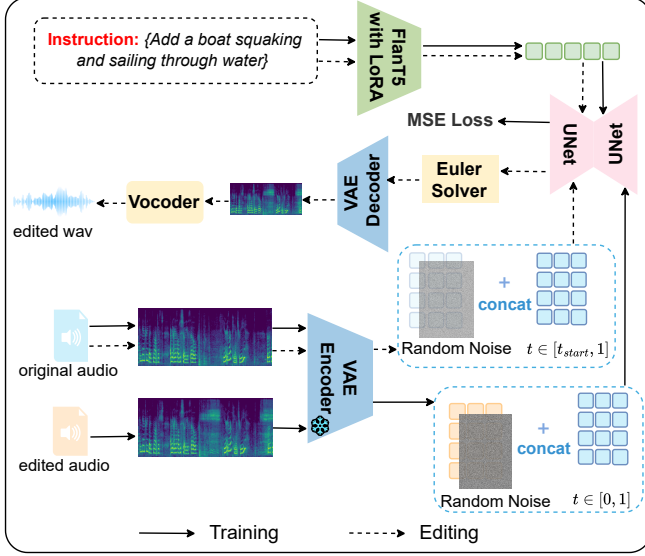 Instruction: {Add a boat squaking
and sailing through water}
FlanT5
with LoRA
MSE Loss
UNet
UNet
VAE
Decoder
Euler
Solver
Vocoder
edited wav
+
concat
Random Noise
t ∈ [t_start, 1]
original audio
VAE
Encoder
edited audio
+
concat
Random Noise
t ∈ [0, 1]
Training
Editing